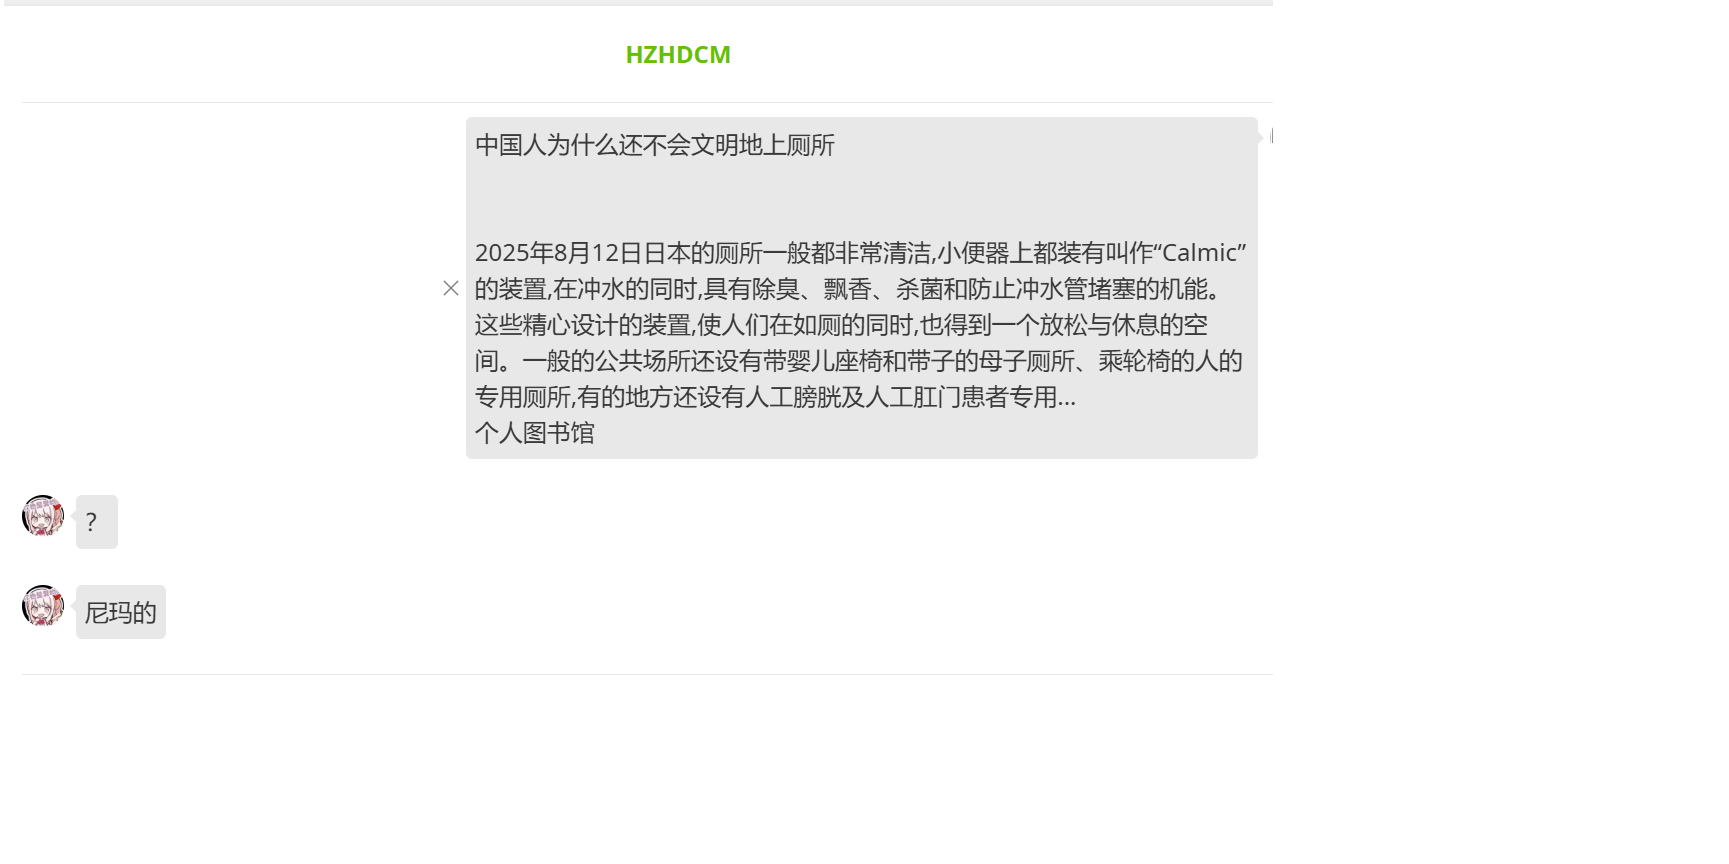 HZHDCM
中国人为什么还不会文明地上厕所
2025年8月12日日本的厕所一般都非常清洁,小便器上都装有叫作“Calmic”
的装置,在冲水的同时,具有除臭、飘香、杀菌和防止冲水管堵塞的机能。
这些精心设计的装置,使人们在如厕的同时,也得到一个放松与休息的空
间。一般的公共场所还设有带婴儿座椅和带子的母子厕所、乘轮椅的人的
专用厕所,有的地方还设有人工膀胱及人工肛门患者专用...
个人图书馆
？
尼玛的